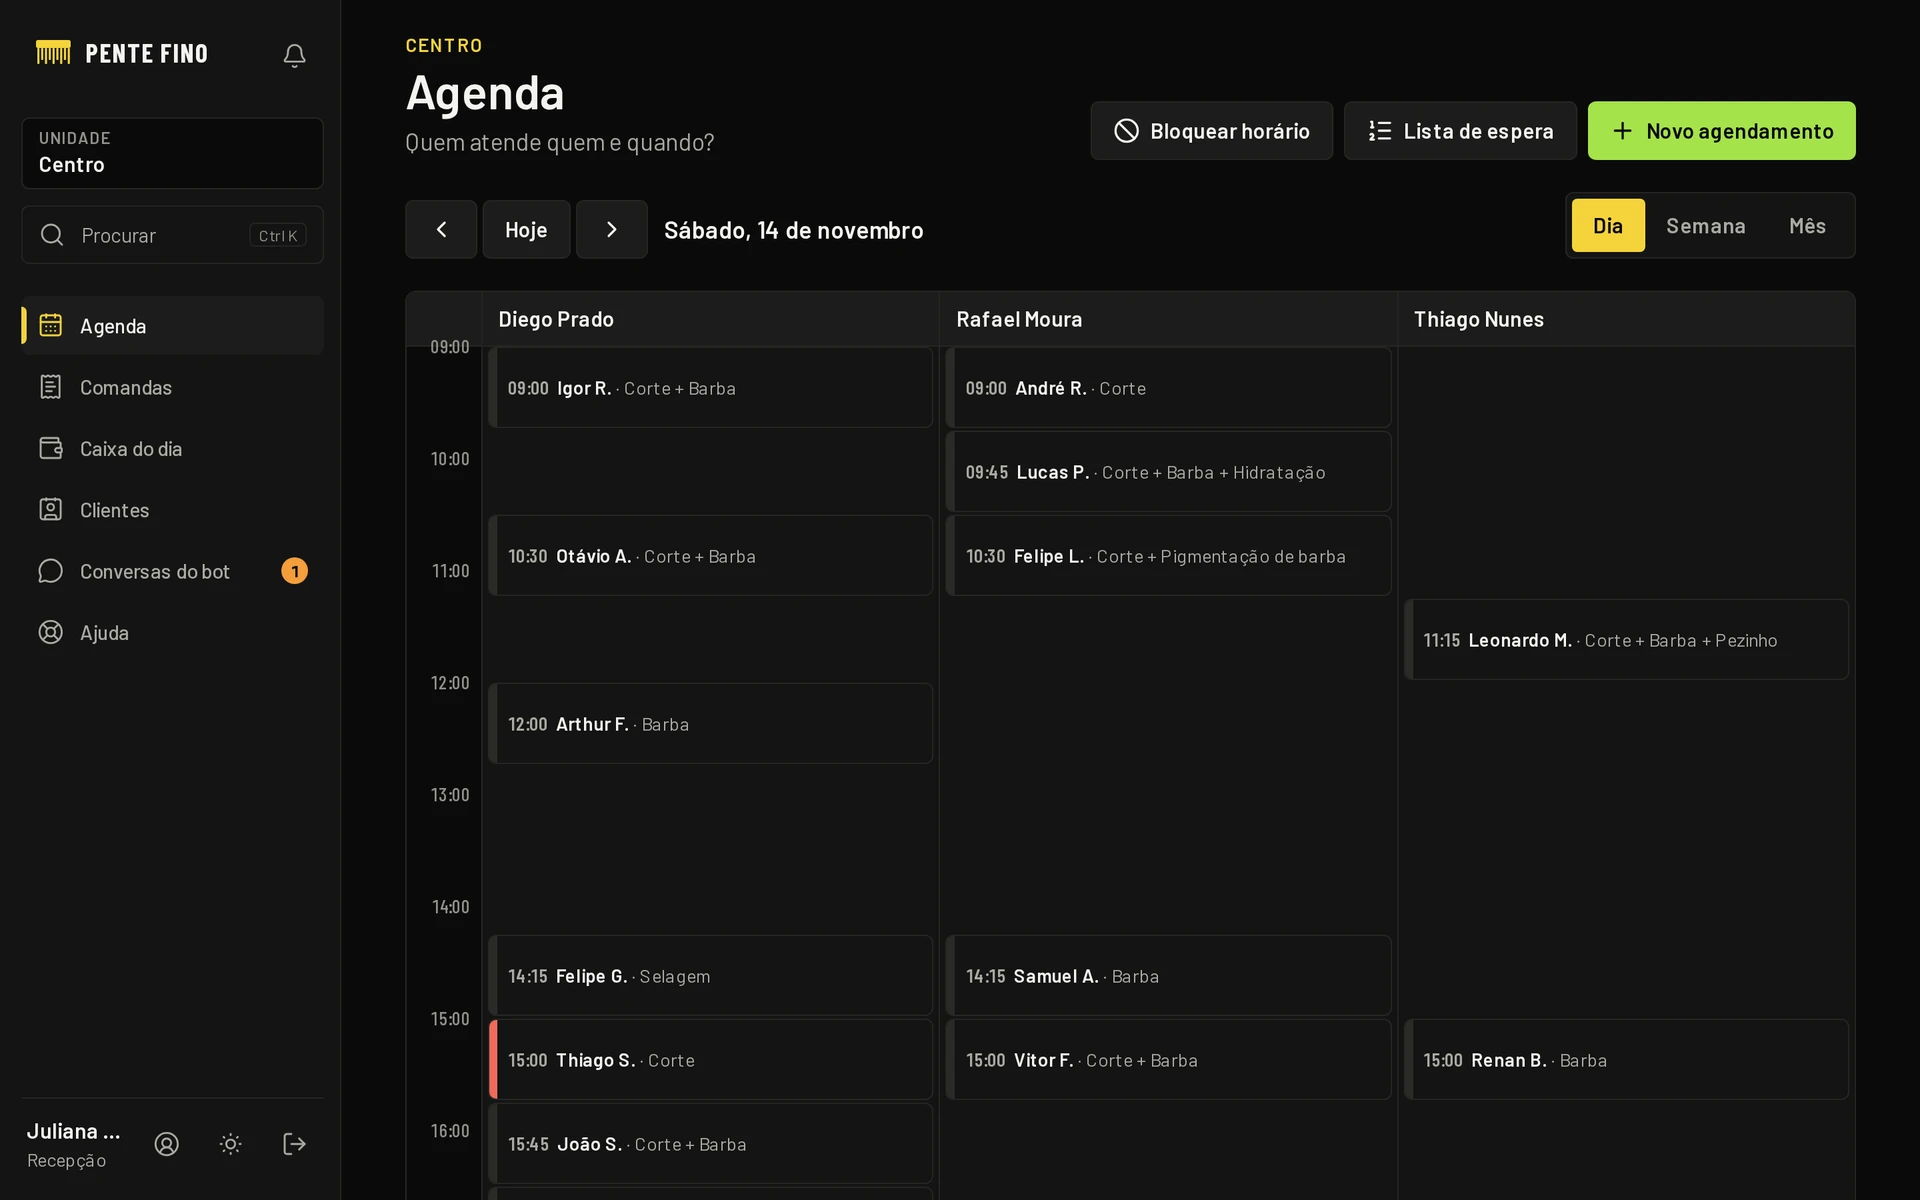 PENTE FINO
UNIDADE
Centro
Procurar
Ctrl K
Agenda
Comandas
Caixa do dia
Clientes
Conversas do bot
1
Ajuda
Juliana ...
Recepção
CENTRO
Agenda
Quem atende quem e quando?
Bloquear horário
Lista de espera
Novo agendamento
Hoje
Sábado, 14 de novembro
Dia
Semana
Mês
Diego Prado
Rafael Moura
Thiago Nunes
09:00
09:00 Igor R. · Corte + Barba
09:00 André R. · Corte
10:00
09:45 Lucas P. · Corte + Barba + Hidratação
10:30 Otávio A. · Corte + Barba
10:30 Felipe L. · Corte + Pigmentação de barba
11:00
11:15 Leonardo M. · Corte + Barba + Pezinho
12:00
12:00 Arthur F. · Barba
13:00
14:00
14:15 Felipe G. · Selagem
14:15 Samuel A. · Barba
15:00
15:00 Thiago S. · Corte
15:00 Vitor F. · Corte + Barba
15:00 Renan B. · Barba
16:00
15:45 João S. · Corte + Barba